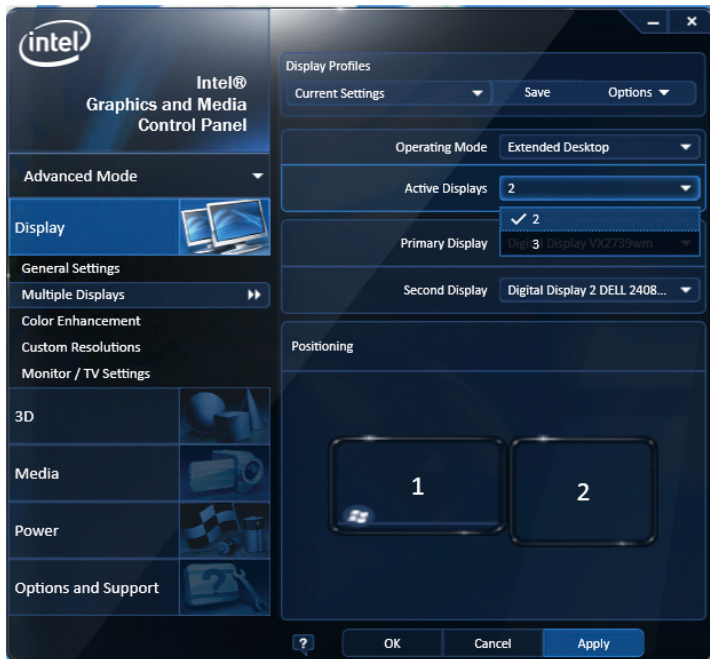 intel
Intel®
Graphics and Media
Control Panel
Advanced Mode
Display
General Settings
Multiple Displays
Color Enhancement
Custom Resolutions
Monitor / TV Settings
3D
Media
Power
Options and Support
Display Profiles
Current Settings Save Options
Operating Mode Extended Desktop
Active Displays 2
2
3
Primary Display Digital Display VX2739wm
Second Display Digital Display 2 DELL 2408...
Positioning
1 2
? OK Cancel Apply